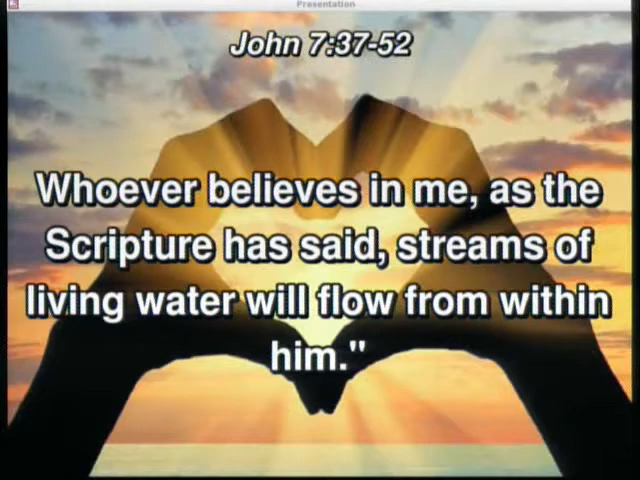 Presentation
John 7:37-52
Whoever believes in me, as the
Scripture has said, streams of
living water will flow from within
him."